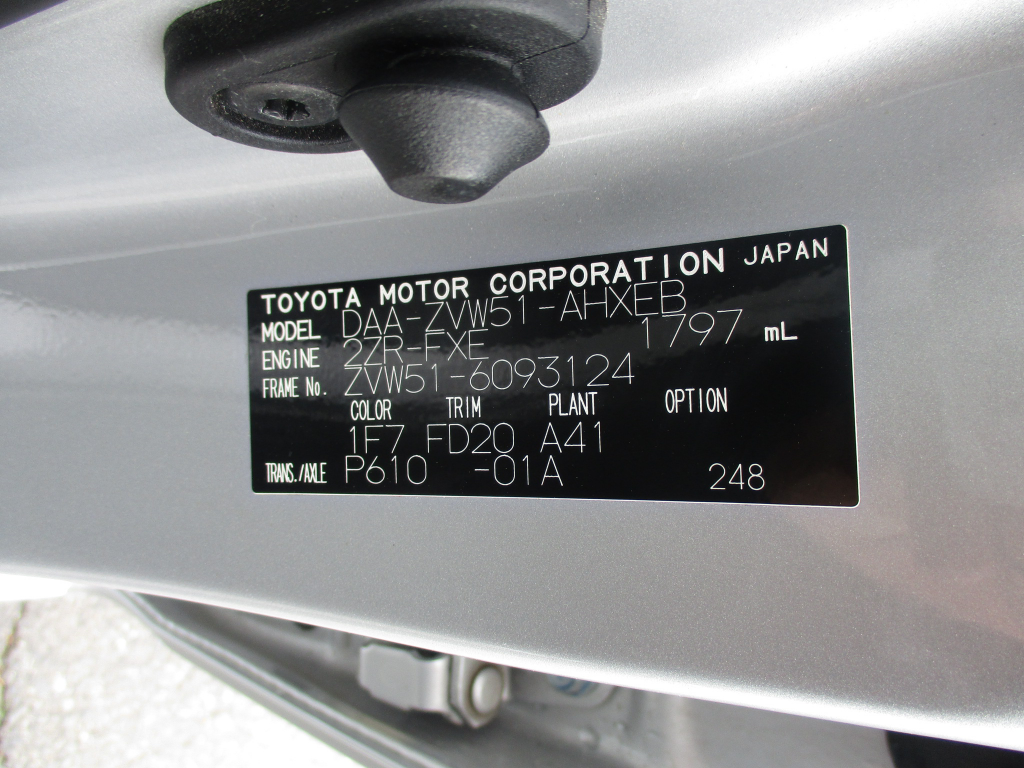 TOYOTA MOTOR CORPORATION JAPAN
MODEL DAA-ZVW51-AHXEB
ENGINE 2ZR-FXE 1797 mL
FRAME No. ZVW51-6093124
COLOR TRIM PLANT OPTION
1F7 FD20 A41
TRANS./AXLE P610 -01A 248